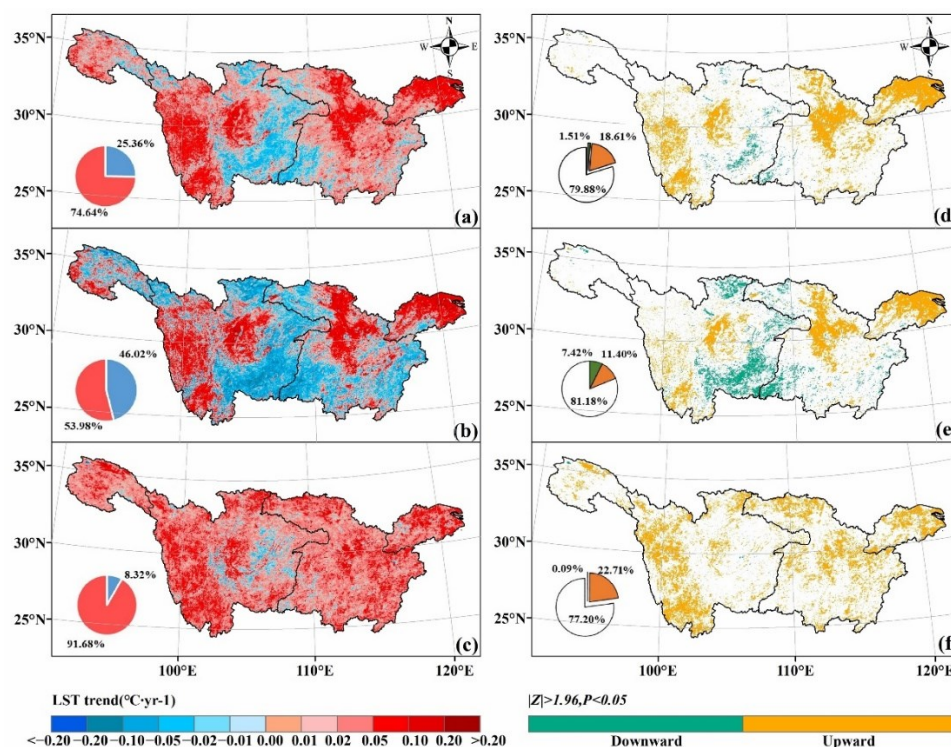 35°N
30°N
25°N
N
W E
S
25.36%
74.64%
(a)
N
W E
S
1.51% 18.61%
79.88%
(d)
35°N
30°N
25°N
46.02%
53.98%
(b)
7.42% 11.40%
81.18%
(e)
35°N
30°N
25°N
8.32%
91.68%
(c)
0.09% 22.71%
77.20%
(f)
100°E 110°E 120°E
100°E 110°E 120°E
LST trend(°C·yr-1)
<−0.20 −0.20 −0.10 −0.05 −0.02 −0.01 0.00 0.01 0.02 0.05 0.10 0.20 >0.20
|Z|>1.96,P<0.05
Downward Upward